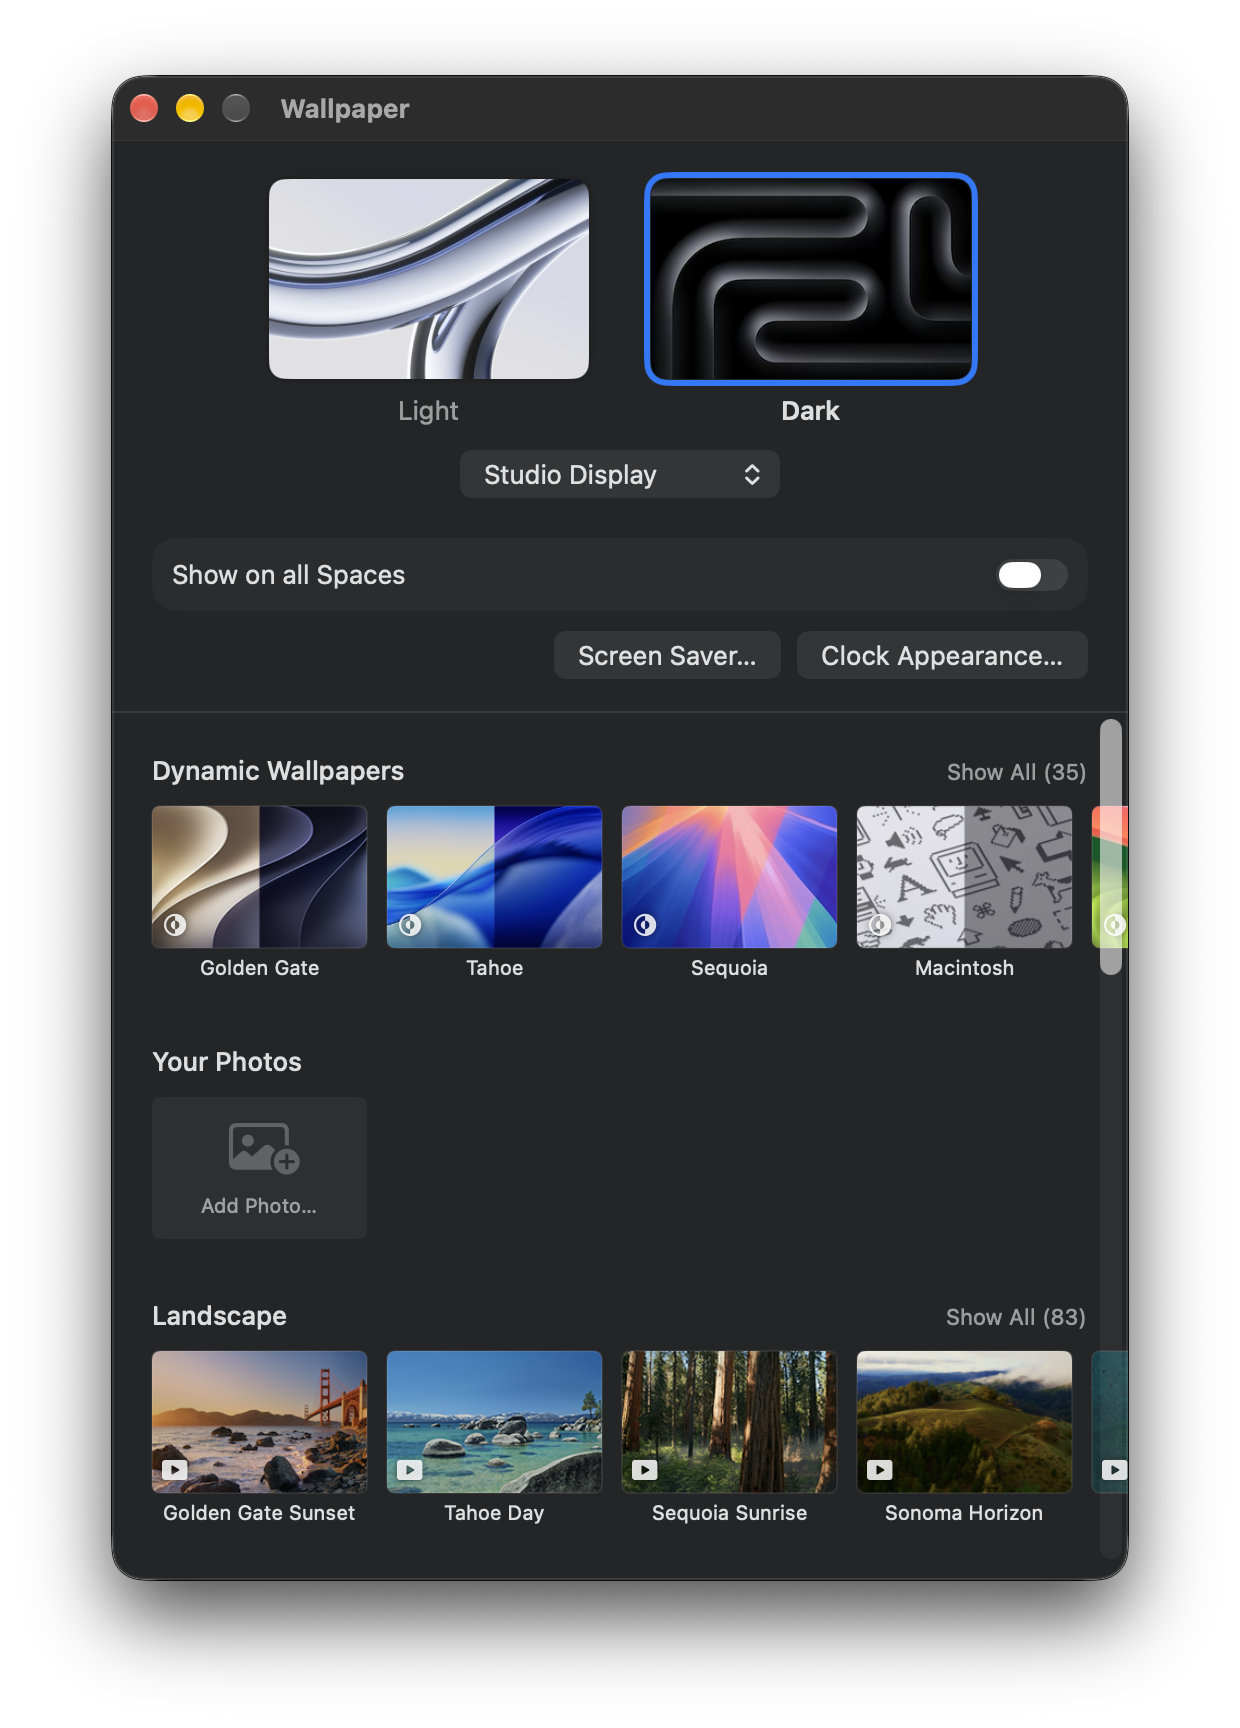 Wallpaper
Light
Dark
Studio Display
Show on all Spaces
Screen Saver...
Clock Appearance...
Dynamic Wallpapers
Show All (35)
Golden Gate
Tahoe
Sequoia
Macintosh
Your Photos
Add Photo...
Landscape
Show All (83)
Golden Gate Sunset
Tahoe Day
Sequoia Sunrise
Sonoma Horizon